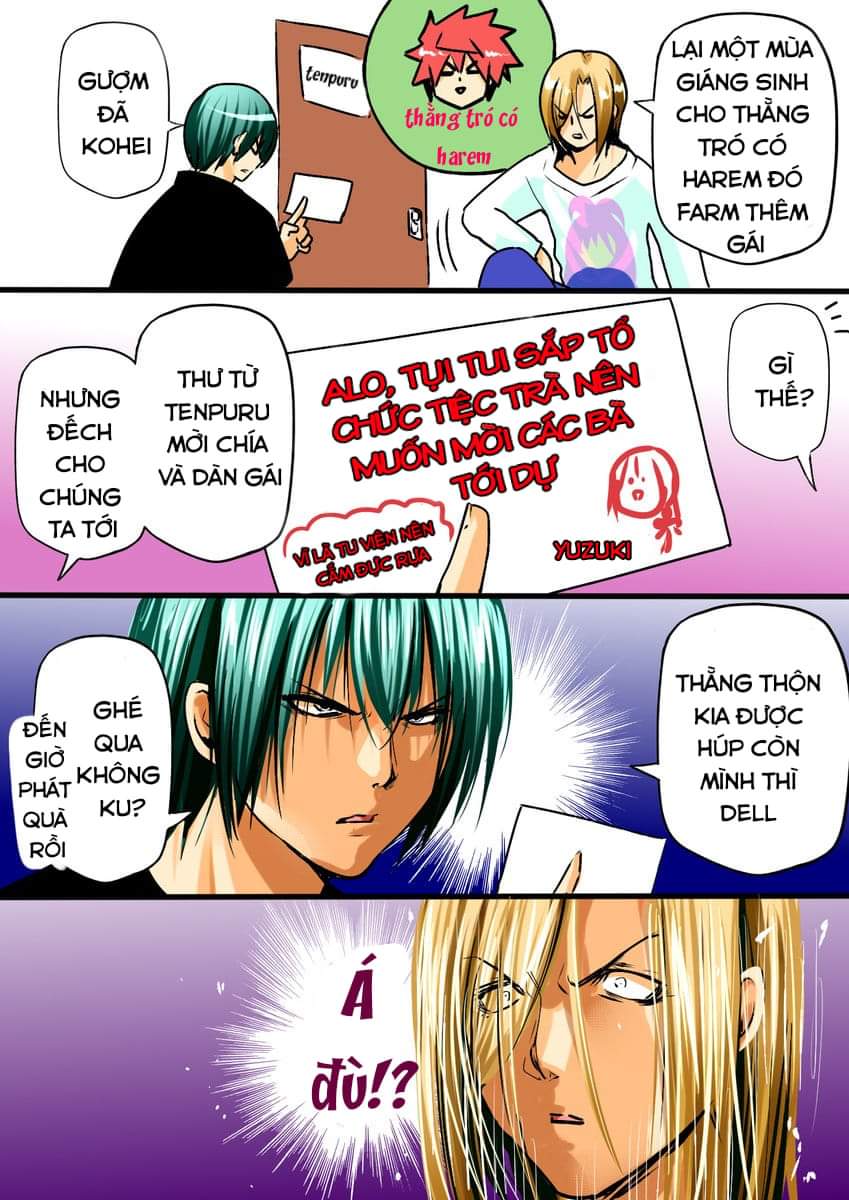 LẠI MỘT MÙA
GIÁNG SINH
CHO THẰNG
TRÓ CÓ
HAREM ĐÓ
FARM THÊM
GÁI
thằng tró có
harem
tenpuru
GƯỢM
ĐÃ
KOHEI
GÌ
THẾ?
ALO, TỤI TUI SẮP TỔ
CHỨC TIỆC TRÃ NÊN
MUỐN MỜI CÁC BÃ
TỚI DỰ
VÌ LÀ TU VIỆN NÊN
CẤM ĐỰC RỰA
YUZUKI
THƯ TỪ
TENPURU
MỜI CHÍA
VÀ DÀN GÁI
NHƯNG
ĐẾCH
CHO
CHÚNG
TA TỚI
THẰNG THỘN
KIA ĐƯỢC
HÚP CÒN
MÌNH THÌ
DELL
GHÉ
QUA
KHÔNG
KU?
ĐẾN
GIỜ
PHÁT
QUÀ
RỒI
Á
đù!?